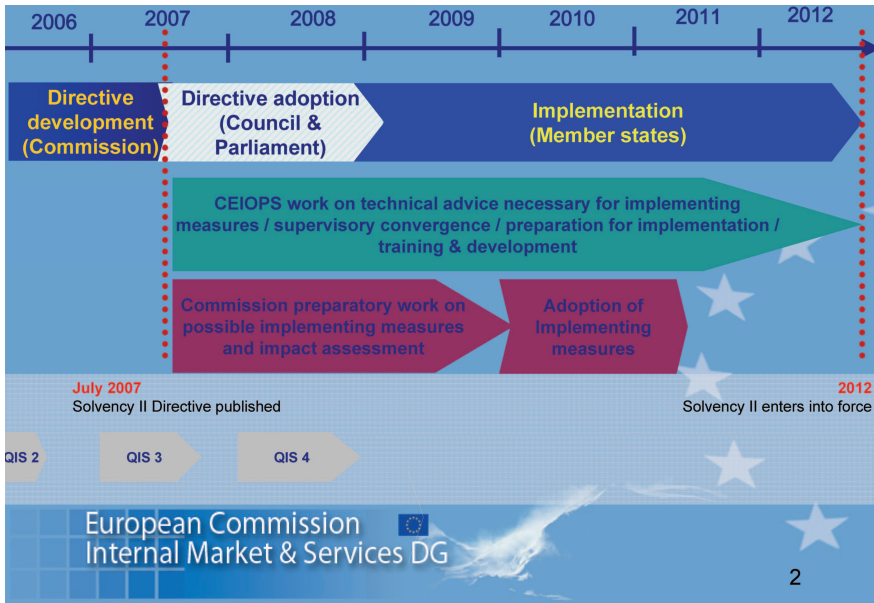 2006 2007 2008 2009 2010 2011 2012
Directive
development
(Commission)
Directive adoption
(Council &
Parliament)
Implementation
(Member states)
CEIOPS work on technical advice necessary for implementing
measures / supervisory convergence / preparation for implementation /
training & development
Commission preparatory work on
possible implementing measures
and impact assessment
Adoption of
Implementing
measures
July 2007
Solvency II Directive published
2012
Solvency II enters into force
QIS 2
QIS 3
QIS 4
European Commission
Internal Market & Services DG
2